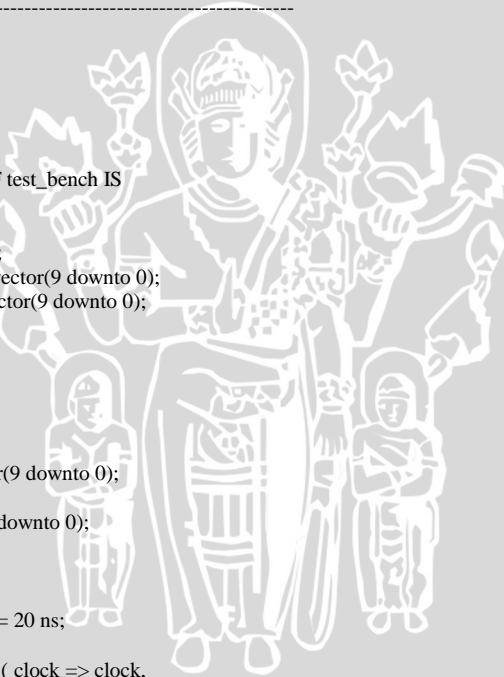 --------------------------------------------------
test_bench IS
;
ector(9 downto 0);
ctor(9 downto 0);
r(9 downto 0);
downto 0);
= 20 ns;
( clock => clock,